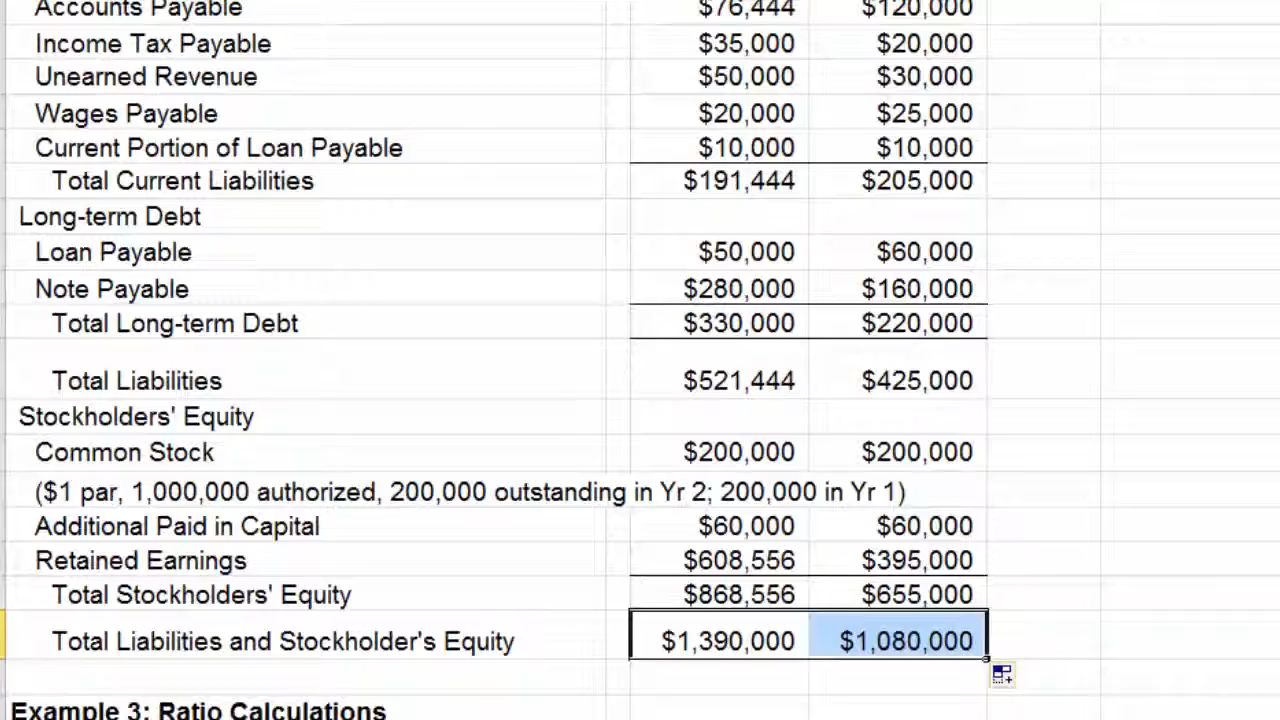 Accounts Payable $76,444 $120,000
Income Tax Payable $35,000 $20,000
Unearned Revenue $50,000 $30,000
Wages Payable $20,000 $25,000
Current Portion of Loan Payable $10,000 $10,000
Total Current Liabilities $191,444 $205,000
Long-term Debt
Loan Payable $50,000 $60,000
Note Payable $280,000 $160,000
Total Long-term Debt $330,000 $220,000
Total Liabilities $521,444 $425,000
Stockholders' Equity
Common Stock $200,000 $200,000
($1 par, 1,000,000 authorized, 200,000 outstanding in Yr 2; 200,000 in Yr 1)
Additional Paid in Capital $60,000 $60,000
Retained Earnings $608,556 $395,000
Total Stockholders' Equity $868,556 $655,000
Total Liabilities and Stockholder's Equity $1,390,000 $1,080,000
Example 3: Ratio Calculations